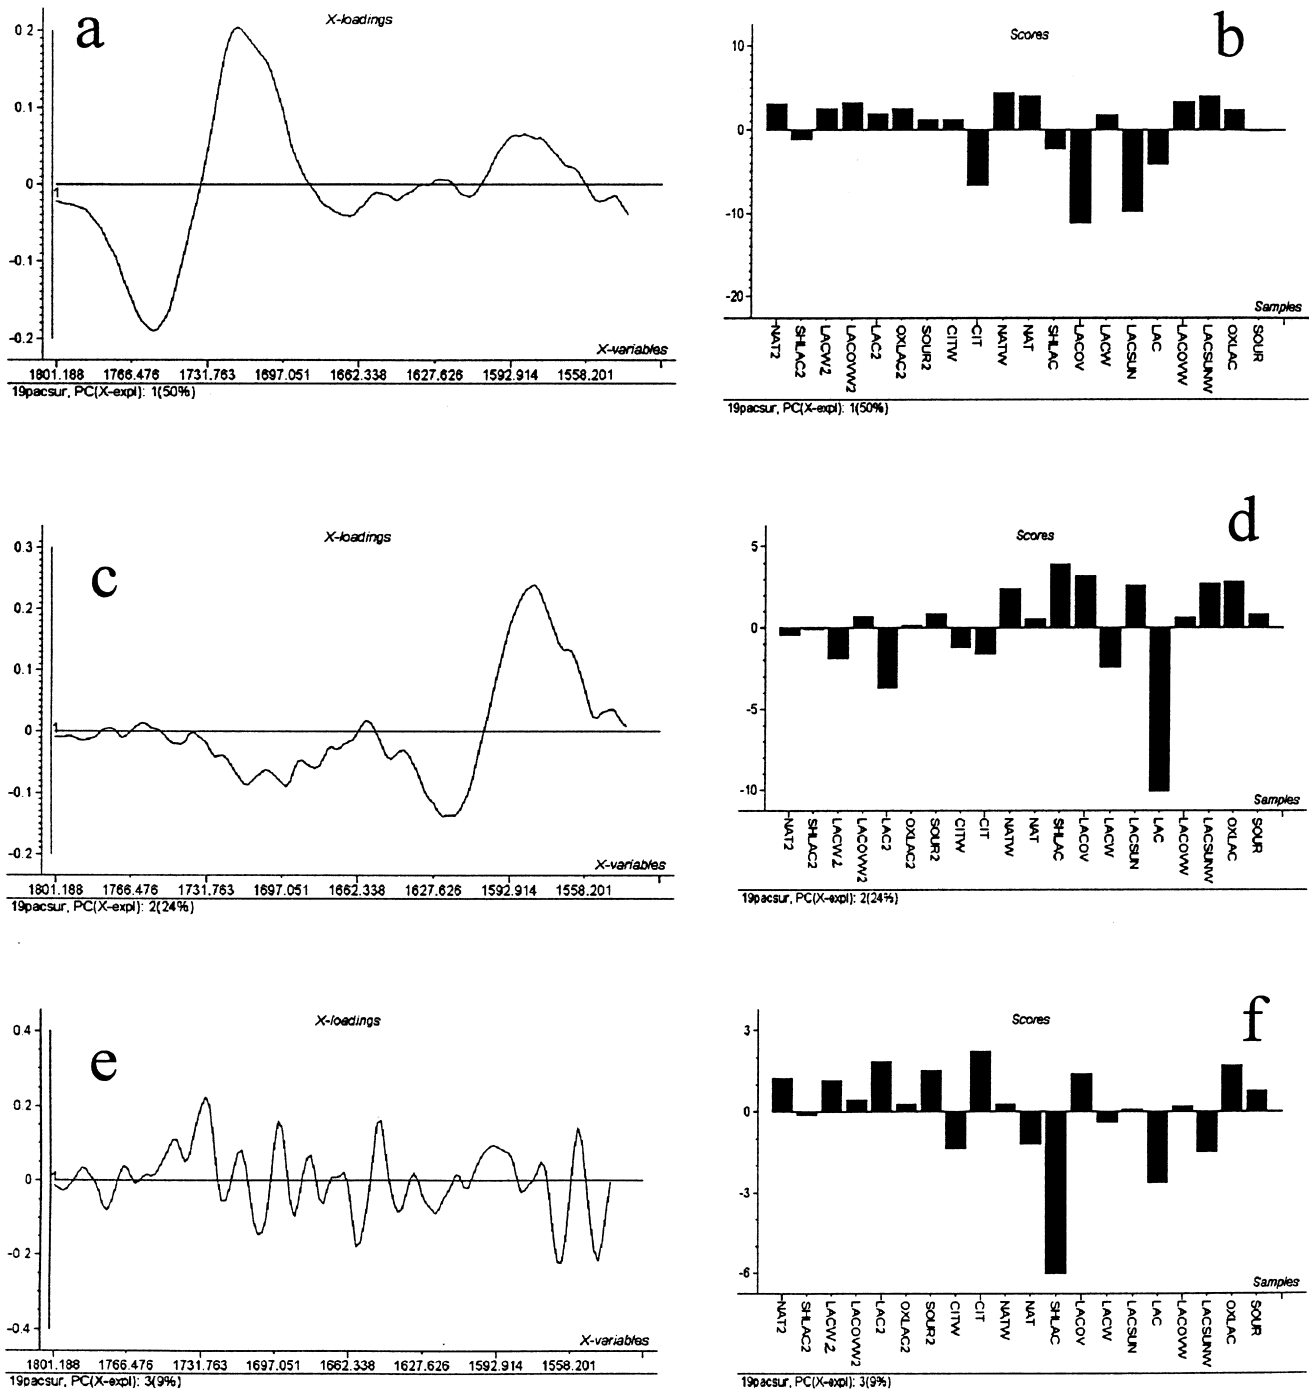 a
X-loadings
0.2
0.1
0
-0.1
-0.2
1
X-variables
1801.188 1766.476 1731.763 1697.051 1662.338 1627.626 1592.914 1558.201
19pacsur, PC(X-expl): 1(50%)
b
Scores
10
0
-10
-20
Samples
NAT2 SHLAC2 LACW2 LACOVW2 LAC2 OXLAC2 SOUR2 CITW CIT NATW NAT SHLAC LACOV LACW LACSUN LAC LACOVW LACSUNW OXLAC SOUR
19pacsur, PC(X-expl): 1(50%)
c
X-loadings
0.3
0.2
0.1
0
-0.1
-0.2
1
X-variables
1801.188 1766.476 1731.763 1697.051 1662.338 1627.626 1592.914 1558.201
19pacsur, PC(X-expl): 2(24%)
d
Scores
5
0
-5
-10
Samples
NAT2 SHLAC2 LACW2 LACOVW2 LAC2 OXLAC2 SOUR2 CITW CIT NATW NAT SHLAC LACOV LACW LACSUN LAC LACOVW LACSUNW OXLAC SOUR
19pacsur, PC(X-expl): 2(24%)
e
X-loadings
0.4
0.2
0
-0.2
-0.4
1
X-variables
1801.188 1766.476 1731.763 1697.051 1662.338 1627.626 1592.914 1558.201
19pacsur, PC(X-expl): 3(9%)
f
Scores
3
0
-3
-6
Samples
NAT2 SHLAC2 LACW2 LACOVW2 LAC2 OXLAC2 SOUR2 CITW CIT NATW NAT SHLAC LACOV LACW LACSUN LAC LACOVW LACSUNW OXLAC SOUR
19pacsur, PC(X-expl): 3(9%)